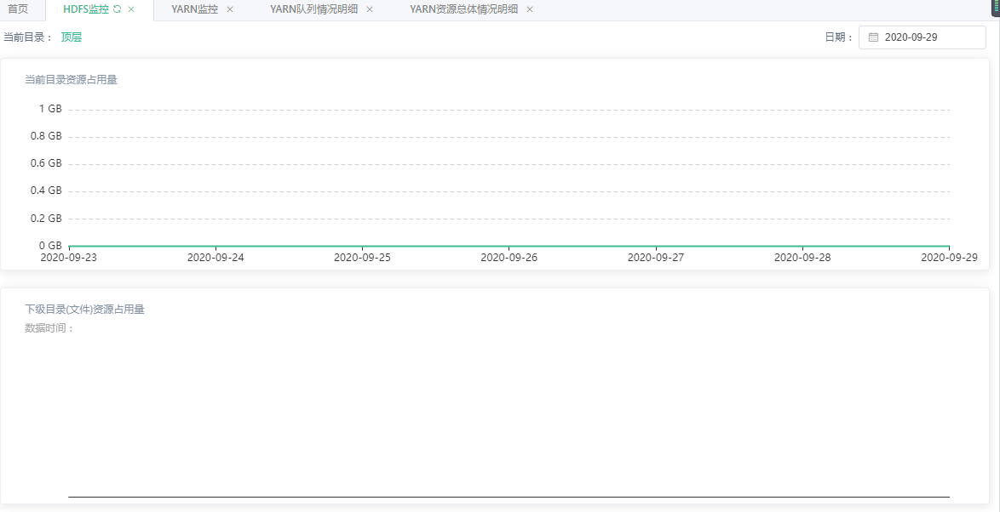 首页 HDFS监控 YARN监控 YARN队列情况明细 YARN资源总体情况明细
当前目录： 顶层 日期： 2020-09-29
当前目录资源占用量
1 GB
0.8 GB
0.6 GB
0.4 GB
0.2 GB
0 GB
2020-09-23 2020-09-24 2020-09-25 2020-09-26 2020-09-27 2020-09-28 2020-09-29
下级目录(文件)资源占用量
数据时间：